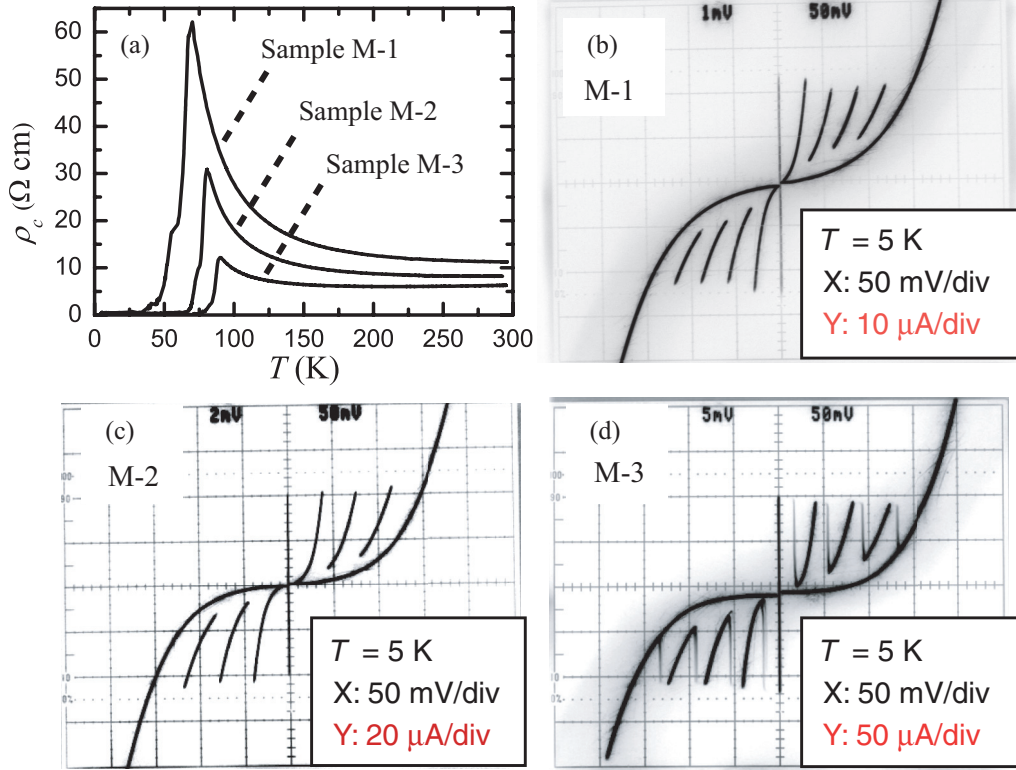 (a)
Sample M-1
Sample M-2
Sample M-3
ρc (Ω cm)
60
50
40
30
20
10
0
0 50 100 150 200 250 300
T (K)
(b)
M-1
1mV 50mV
T = 5 K
X: 50 mV/div
Y: 10 μA/div
(c)
M-2
2mV 50mV
T = 5 K
X: 50 mV/div
Y: 20 μA/div
(d)
M-3
5mV 50mV
T = 5 K
X: 50 mV/div
Y: 50 μA/div